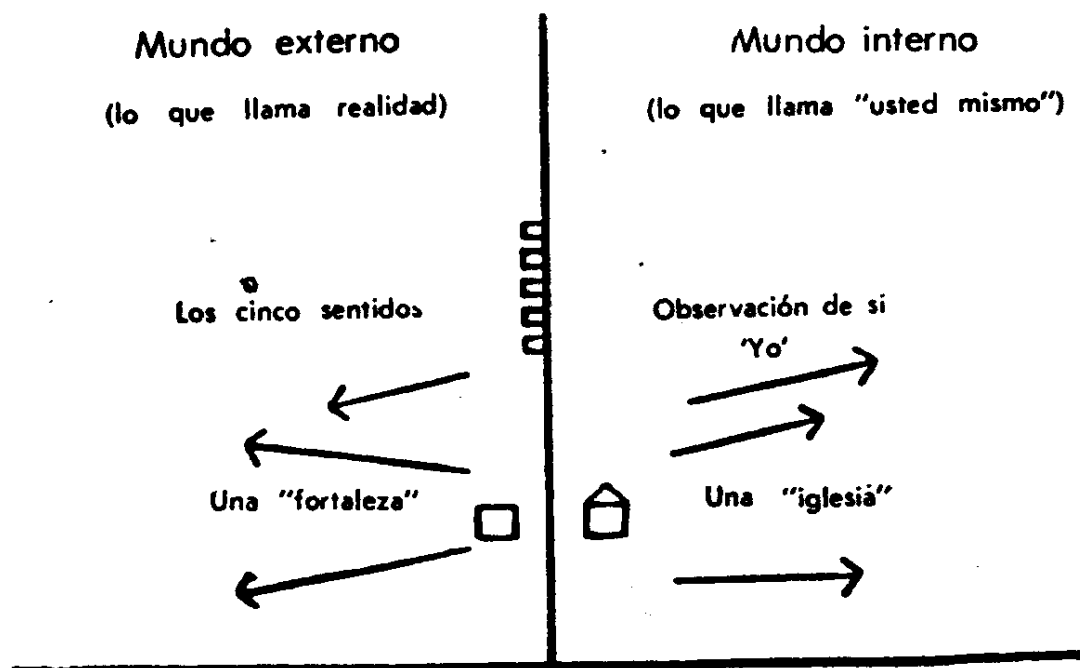 Mundo externo
(lo que llama realidad)
Los cinco sentidos
Una "fortaleza"
Mundo interno
(lo que llama "usted mismo")
Observación de si
'Yo'
Una "iglesia"